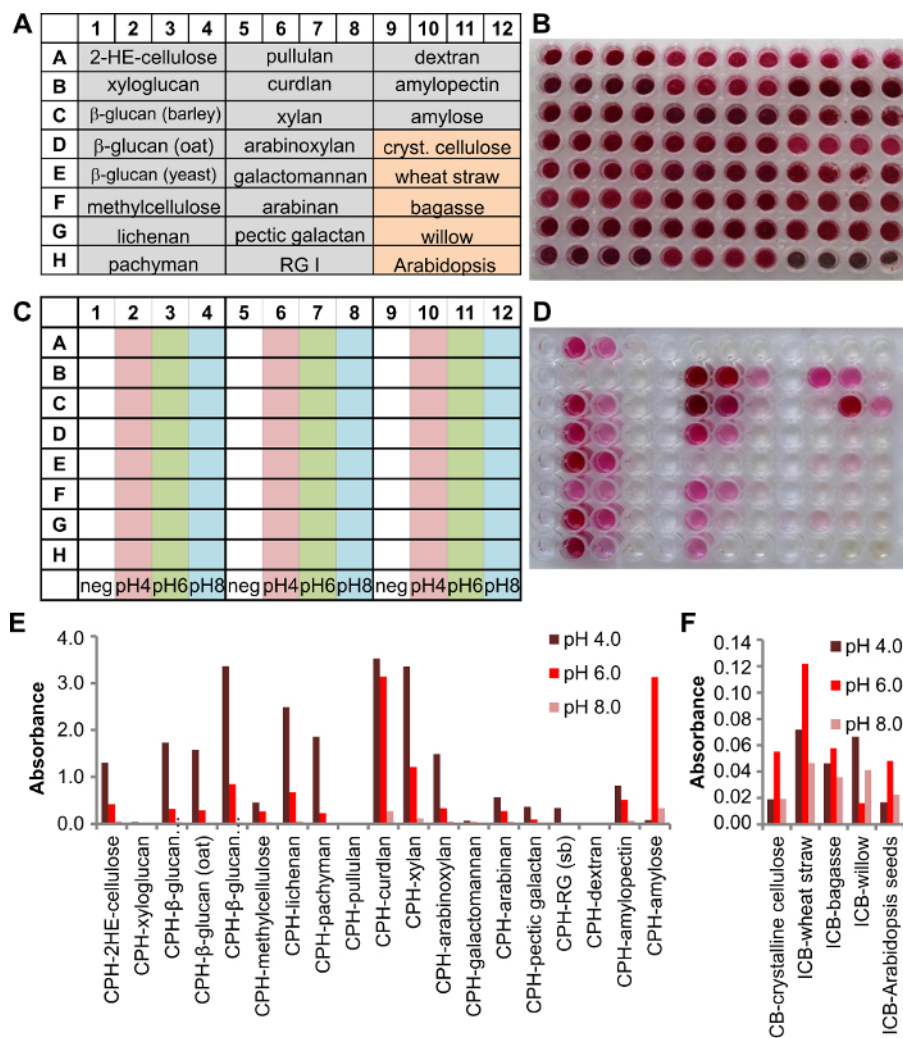 A
1 2 3 4 5 6 7 8 9 10 11 12
A 2-HE-cellulose pullulan dextran
B xyloglucan curdlan amylopectin
C β-glucan (barley) xylan amylose
D β-glucan (oat) arabinoxylan cryst. cellulose
E β-glucan (yeast) galactomannan wheat straw
F methylcellulose arabinan bagasse
G lichenan pectic galactan willow
H pachyman RG I Arabidopsis
B
C
1 2 3 4 5 6 7 8 9 10 11 12
A
B
C
D
E
F
G
H
neg pH4 pH6 pH8 neg pH4 pH6 pH8 neg pH4 pH6 pH8
D
E
Absorbance
4.0
3.0
2.0
1.0
0.0
pH 4.0
pH 6.0
pH 8.0
CPH-2HE-cellulose
CPH-xyloglucan
CPH-β-glucan...
CPH-β-glucan (oat)
CPH-β-glucan...
CPH-methylcellulose
CPH-lichenan
CPH-pachyman
CPH-pullulan
CPH-curdlan
CPH-xylan
CPH-arabinoxylan
CPH-galactomannan
CPH-arabinan
CPH-pectic galactan
CPH-RG (sb)
CPH-dextran
CPH-amylopectin
CPH-amylose
F
Absorbance
0.14
0.12
0.10
0.08
0.06
0.04
0.02
0.00
pH 4.0
pH 6.0
pH 8.0
CB-crystalline cellulose
ICB-wheat straw
ICB-bagasse
ICB-willow
ICB-Arabidopsis seeds